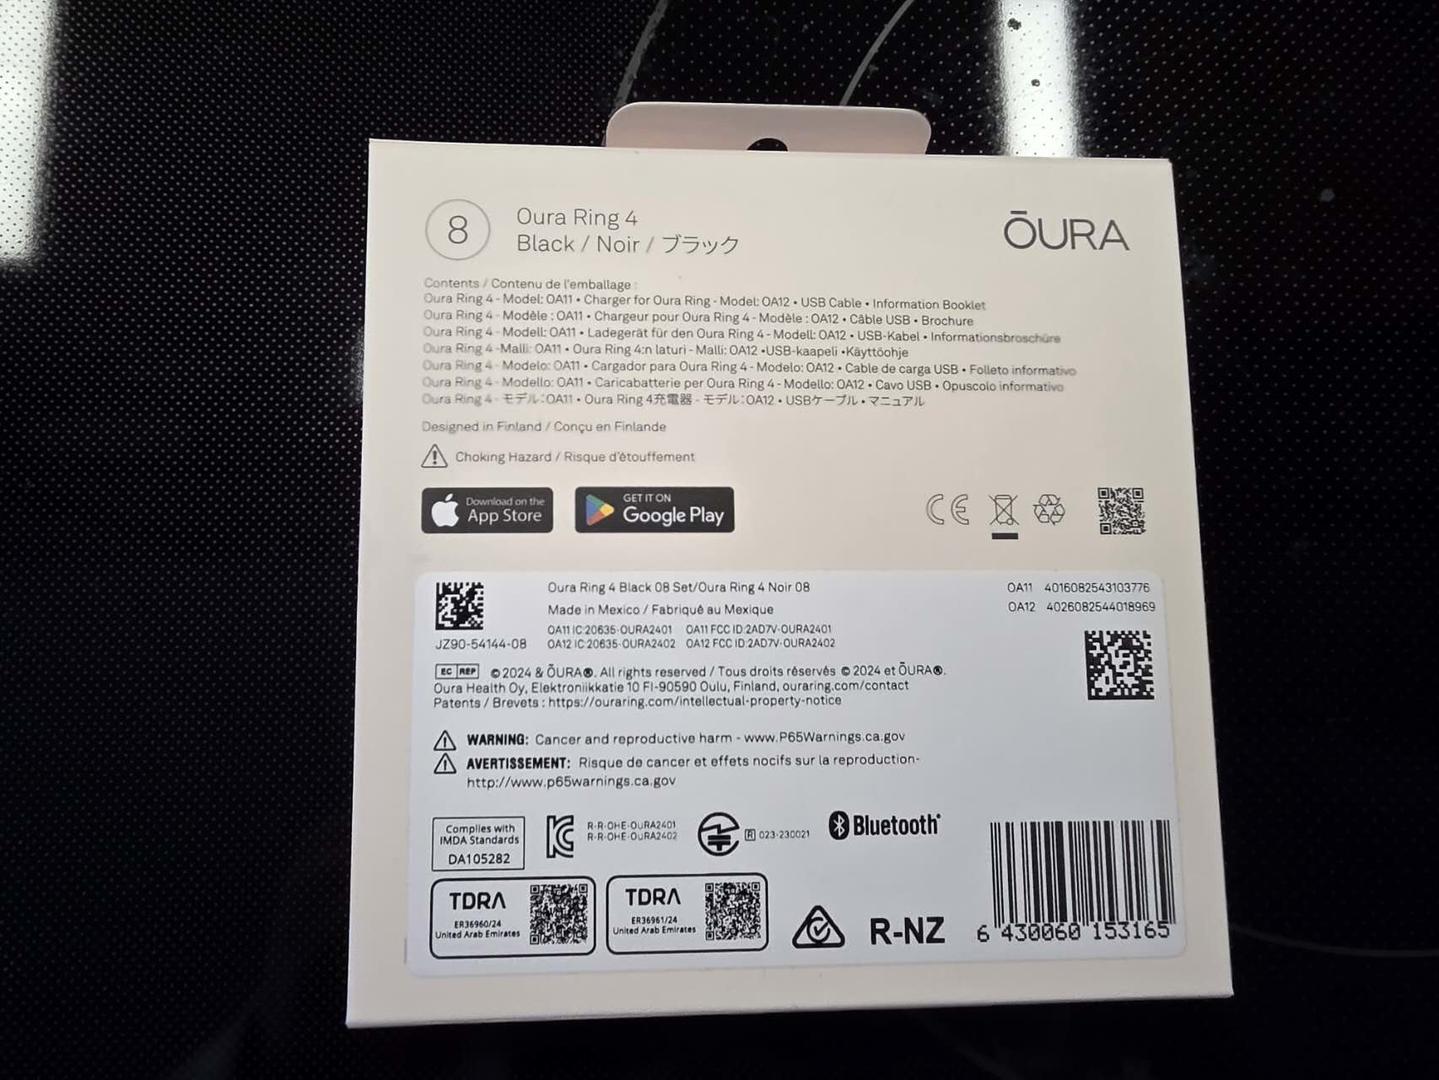 8
Oura Ring 4
Black / Noir / ブラック
ŌURA
Contents / Contenu de l'emballage :
Oura Ring 4 - Model: OA11 • Charger for Oura Ring - Model: OA12 • USB Cable • Information Booklet
Oura Ring 4 - Modèle : OA11 • Chargeur pour Oura Ring 4 - Modèle : OA12 • Câble USB • Brochure
Oura Ring 4 - Modell: OA11 • Ladegerät für den Oura Ring 4 - Modell: OA12 • USB-Kabel • Informationsbroschüre
Oura Ring 4 -Malli: OA11 • Oura Ring 4:n laturi - Malli: OA12 •USB-kaapeli •Käyttöohje
Oura Ring 4 - Modelo: OA11 • Cargador para Oura Ring 4 - Modelo: OA12 • Cable de carga USB • Folleto informativo
Oura Ring 4 - Modello: OA11 • Caricabatterie per Oura Ring 4 - Modello: OA12 • Cavo USB • Opuscolo informativo
Oura Ring 4 - モデル：OA11 • Oura Ring 4充電器 - モデル：OA12 • USBケーブル • マニュアル
Designed in Finland / Conçu en Finlande
Choking Hazard / Risque d'étouffement
Download on the
App Store
GET IT ON
Google Play
CE
Oura Ring 4 Black 08 Set/Oura Ring 4 Noir 08
Made in Mexico / Fabriqué au Mexique
OA11 IC:20635-OURA2401 OA11 FCC ID:2AD7V-OURA2401
OA12 IC:20635-OURA2402 OA12 FCC ID:2AD7V-OURA2402
OA11 4016082543103776
OA12 4026082544018969
JZ90-54144-08
EC REP ©2024 & ŌURA®. All rights reserved / Tous droits réservés © 2024 et ŌURA®.
Oura Health Oy, Elektroniikkatie 10 FI-90590 Oulu, Finland, ouraring.com/contact
Patents / Brevets : https://ouraring.com/intellectual-property-notice
WARNING: Cancer and reproductive harm - www.P65Warnings.ca.gov
AVERTISSEMENT: Risque de cancer et effets nocifs sur la reproduction-
http://www.p65warnings.ca.gov
Complies with
IMDA Standards
DA105282
R-R-OHE-OURA2401
R-R-OHE-OURA2402
R 023-230021
Bluetooth®
TDRA
ER36960/24
United Arab Emirates
TDRA
ER36961/24
United Arab Emirates
R-NZ
6 430060 153165